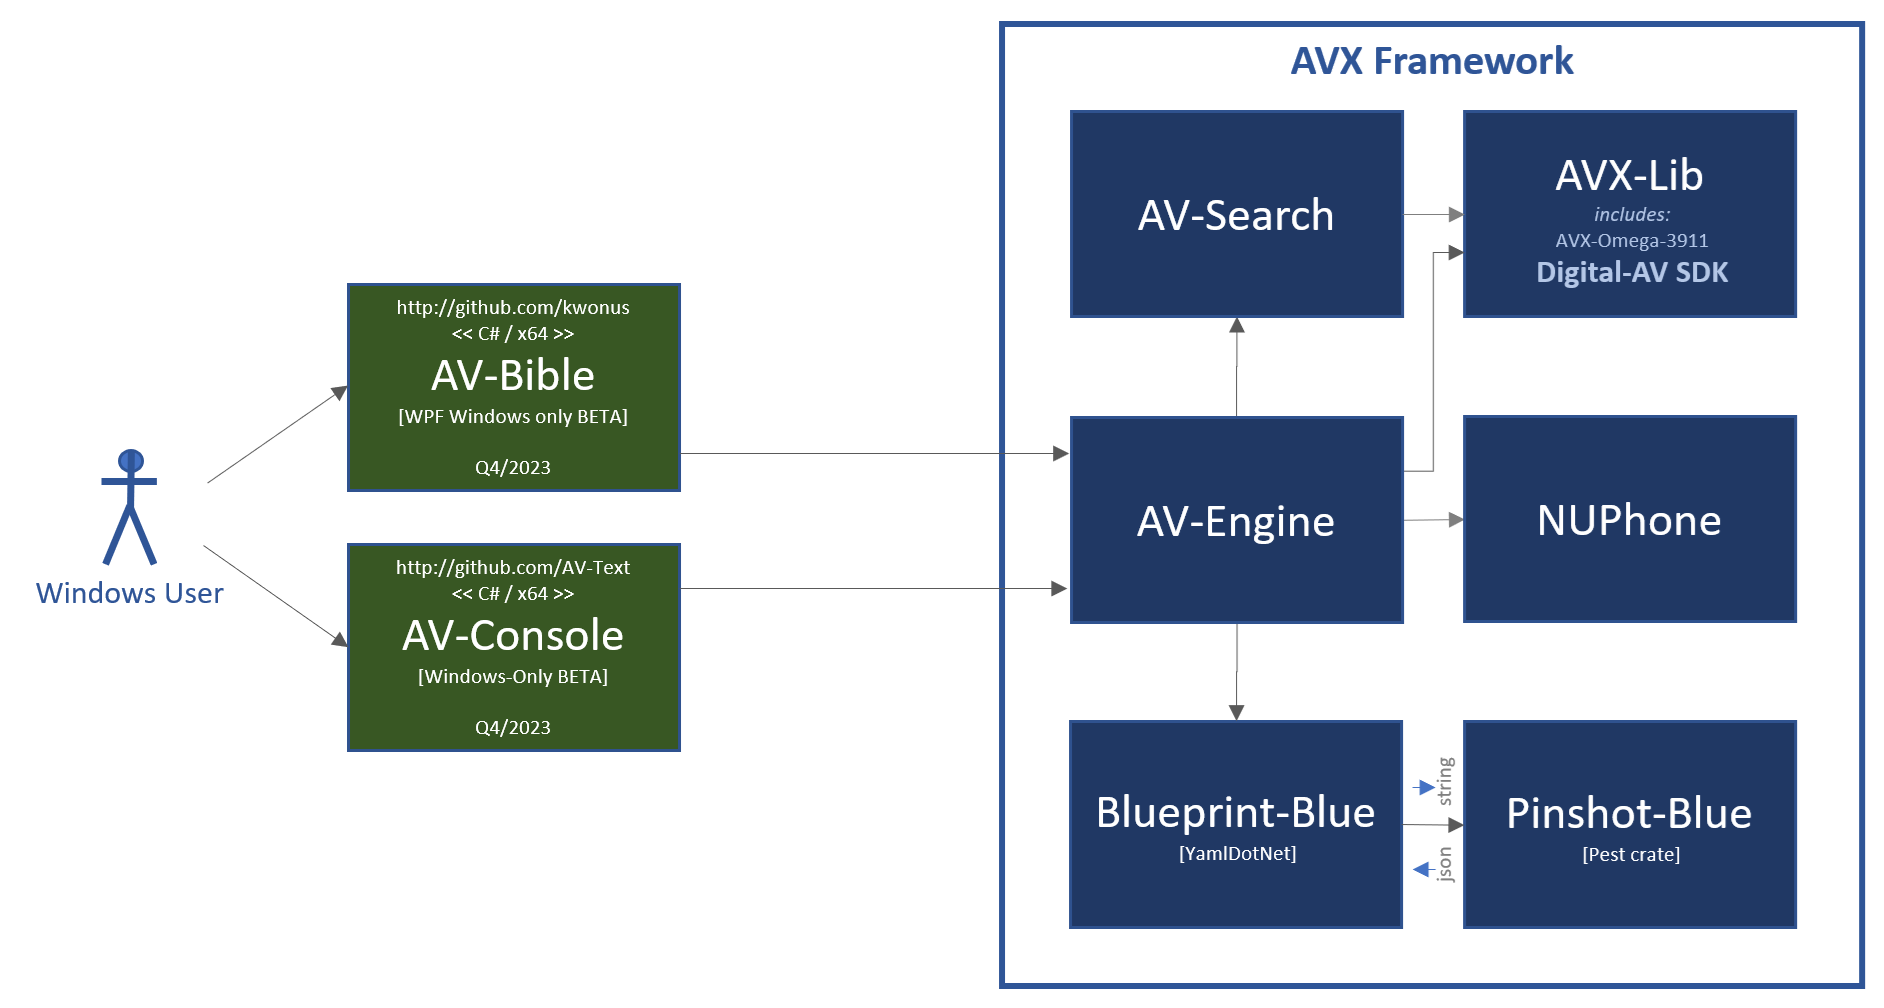 AVX Framework
Windows User
http://github.com/kwonus
<< C# / x64 >>
AV-Bible
[WPF Windows only BETA]
Q4/2023
http://github.com/AV-Text
<< C# / x64 >>
AV-Console
[Windows-Only BETA]
Q4/2023
AV-Search
AVX-Lib
includes:
AVX-Omega-3911
Digital-AV SDK
AV-Engine
NUPhone
Blueprint-Blue
[YamlDotNet]
string
json
Pinshot-Blue
[Pest crate]